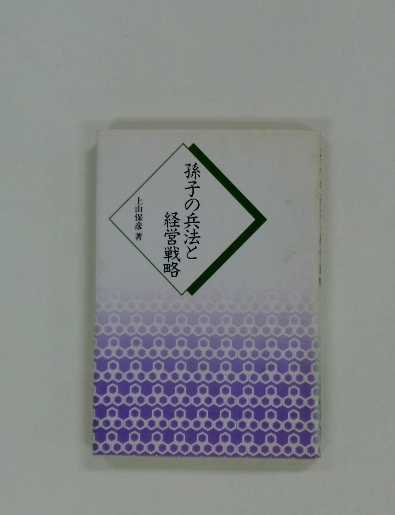 孫子の兵法と
経営戦略
上山保彦著